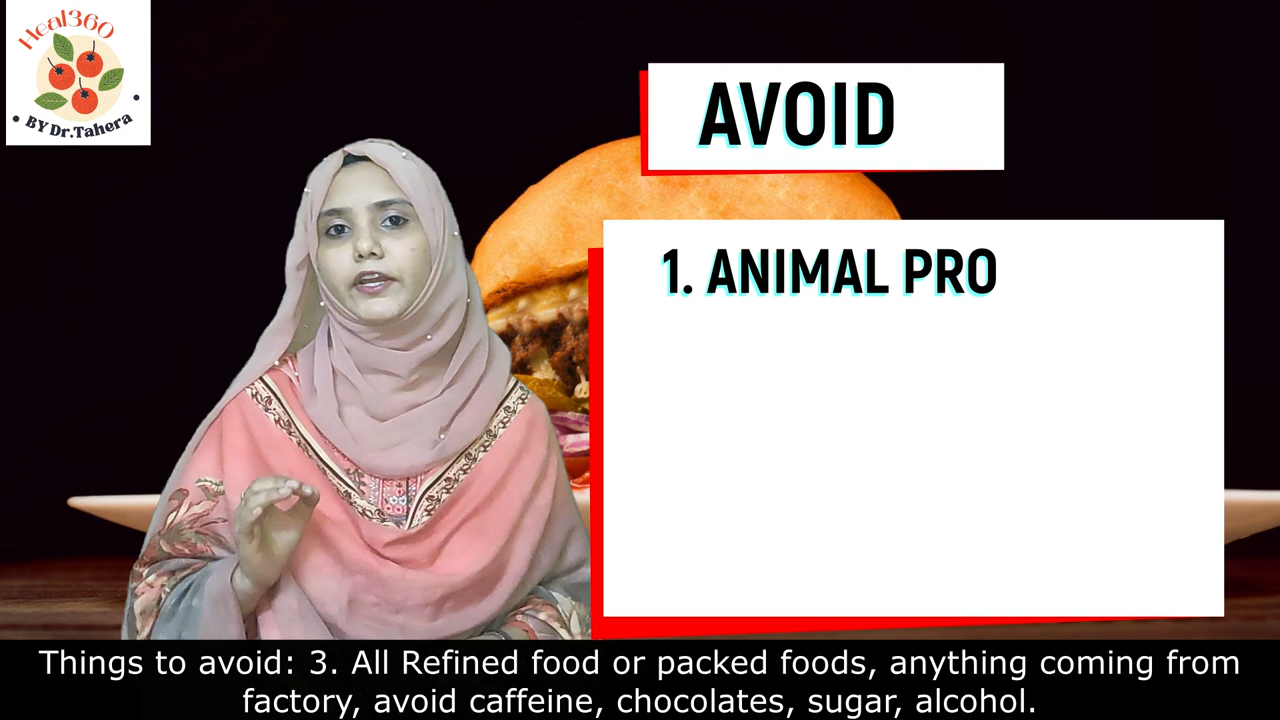 Heal360
BY Dr.Tahera
AVOID
1. ANIMAL PRO
Things to avoid: 3. All Refined food or packed foods, anything coming from
factory, avoid caffeine, chocolates, sugar, alcohol.